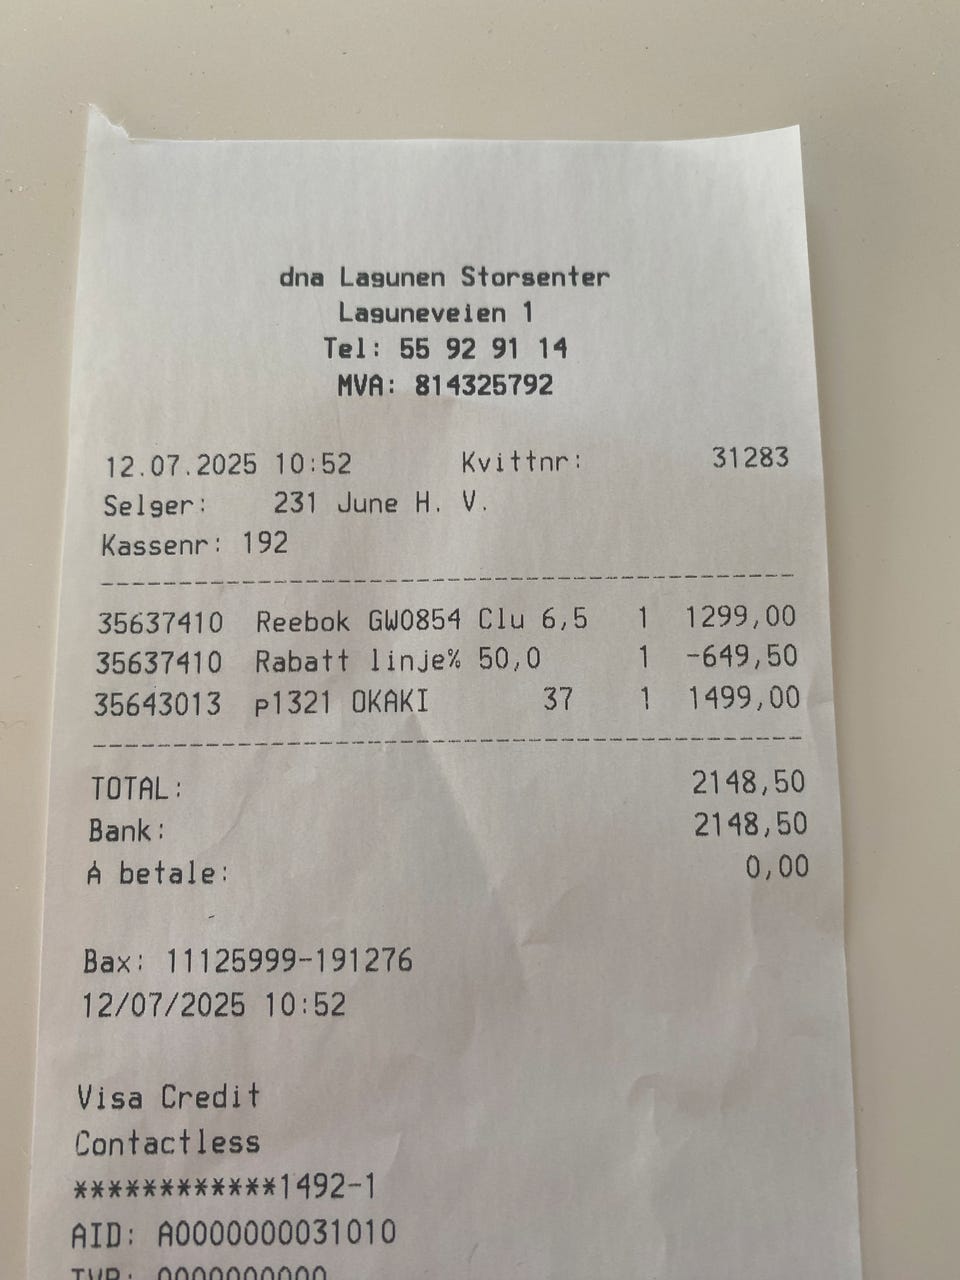 dna Lagunen Storsenter
Laguneveien 1
Tel: 55 92 91 14
MVA: 814325792
12.07.2025 10:52 Kvittnr: 31283
Selger: 231 June H. V.
Kassenr: 192
35637410 Reebok GW0854 Clu 6,5 1 1299,00
35637410 Rabatt linje% 50,0 1 -649,50
35643013 p1321 OKAKI 37 1 1499,00
TOTAL: 2148,50
Bank: 2148,50
Å betale: 0,00
Bax: 11125999-191276
12/07/2025 10:52
Visa Credit
Contactless
************1492-1
AID: A0000000031010
TVR: 0000000000